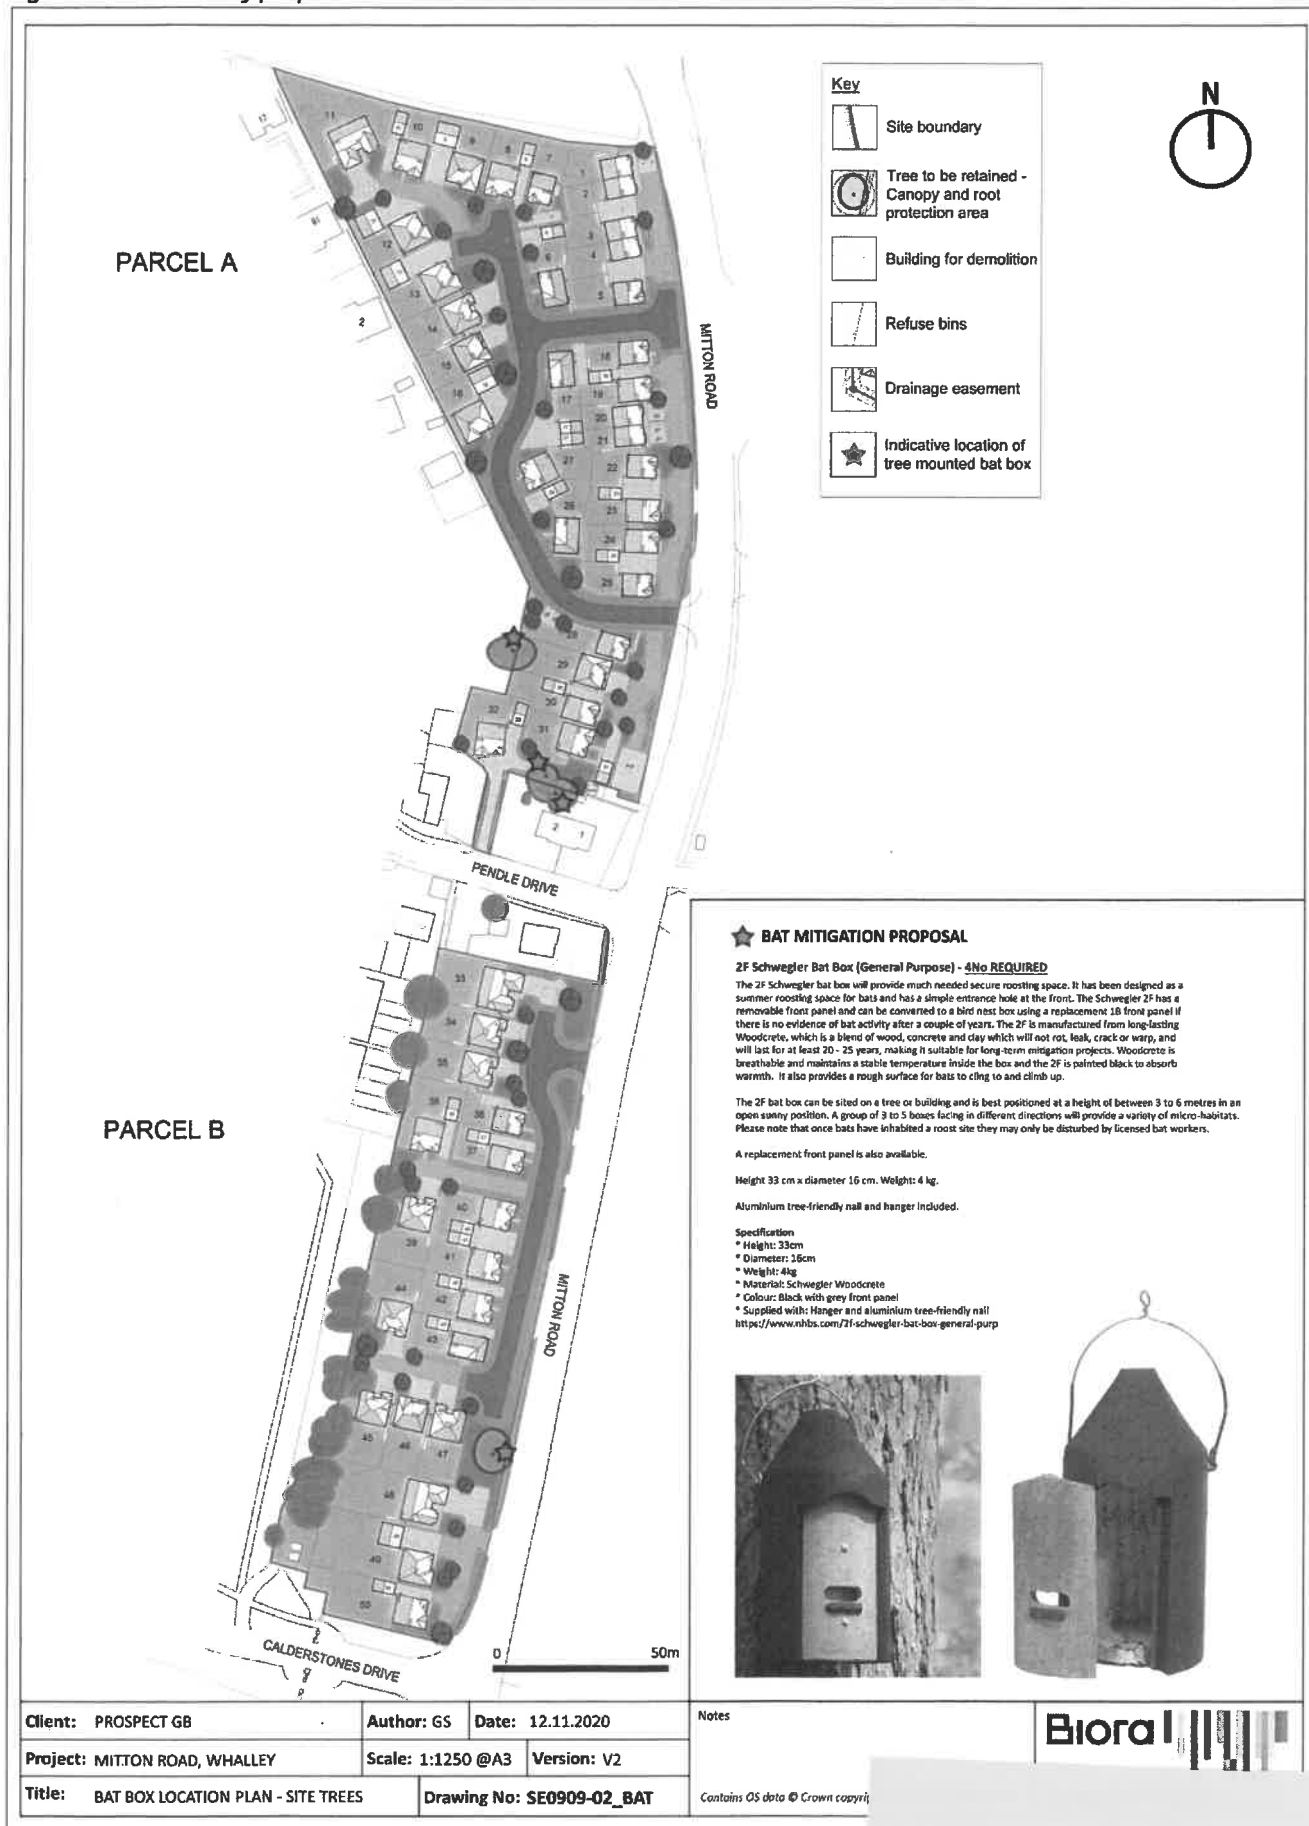 PARCEL A
PARCEL B
MITTON ROAD
PENDLE DRIVE
MITTON ROAD
CALDERSTONES DRIVE
0 50m
Key
Site boundary
Tree to be retained -
Canopy and root
protection area
Building for demolition
Refuse bins
Drainage easement
Indicative location of
tree mounted bat box
N
BAT MITIGATION PROPOSAL
2F Schwegler Bat Box (General Purpose) - 4No REQUIRED
The 2F Schwegler bat box will provide much needed secure roosting space. It has been designed as a
summer roosting space for bats and has a simple entrance hole at the front. The Schwegler 2F has a
removable front panel and can be converted to a bird nest box using a replacement 1B front panel if
there is no evidence of bat activity after a couple of years. The 2F is manufactured from long-lasting
Woodcrete, which is a blend of wood, concrete and clay which will not rot, leak, crack or warp, and
will last for at least 20 - 25 years, making it suitable for long-term mitigation projects. Woodcrete is
breathable and maintains a stable temperature inside the box and the 2F is painted black to absorb
warmth. It also provides a rough surface for bats to cling to and climb up.
The 2F bat box can be sited on a tree or building and is best positioned at a height of between 3 to 6 metres in an
open sunny position. A group of 3 to 5 boxes facing in different directions will provide a variety of micro-habitats.
Please note that once bats have inhabited a roost site they may only be disturbed by licensed bat workers.
A replacement front panel is also available.
Height 33 cm x diameter 16 cm. Weight: 4 kg.
Aluminium tree-friendly nail and hanger included.
Specification
* Height: 33cm
* Diameter: 16cm
* Weight: 4kg
* Material: Schwegler Woodcrete
* Colour: Black with grey front panel
* Supplied with: Hanger and aluminium tree-friendly nail
https://www.nhbs.com/2f-schwegler-bat-box-general-purp
Client: PROSPECT GB
Author: GS Date: 12.11.2020
Project: MITTON ROAD, WHALLEY
Scale: 1:1250 @A3 Version: V2
Title: BAT BOX LOCATION PLAN - SITE TREES
Drawing No: SE0909-02_BAT
Notes
Contains OS data © Crown copyrig
Biora